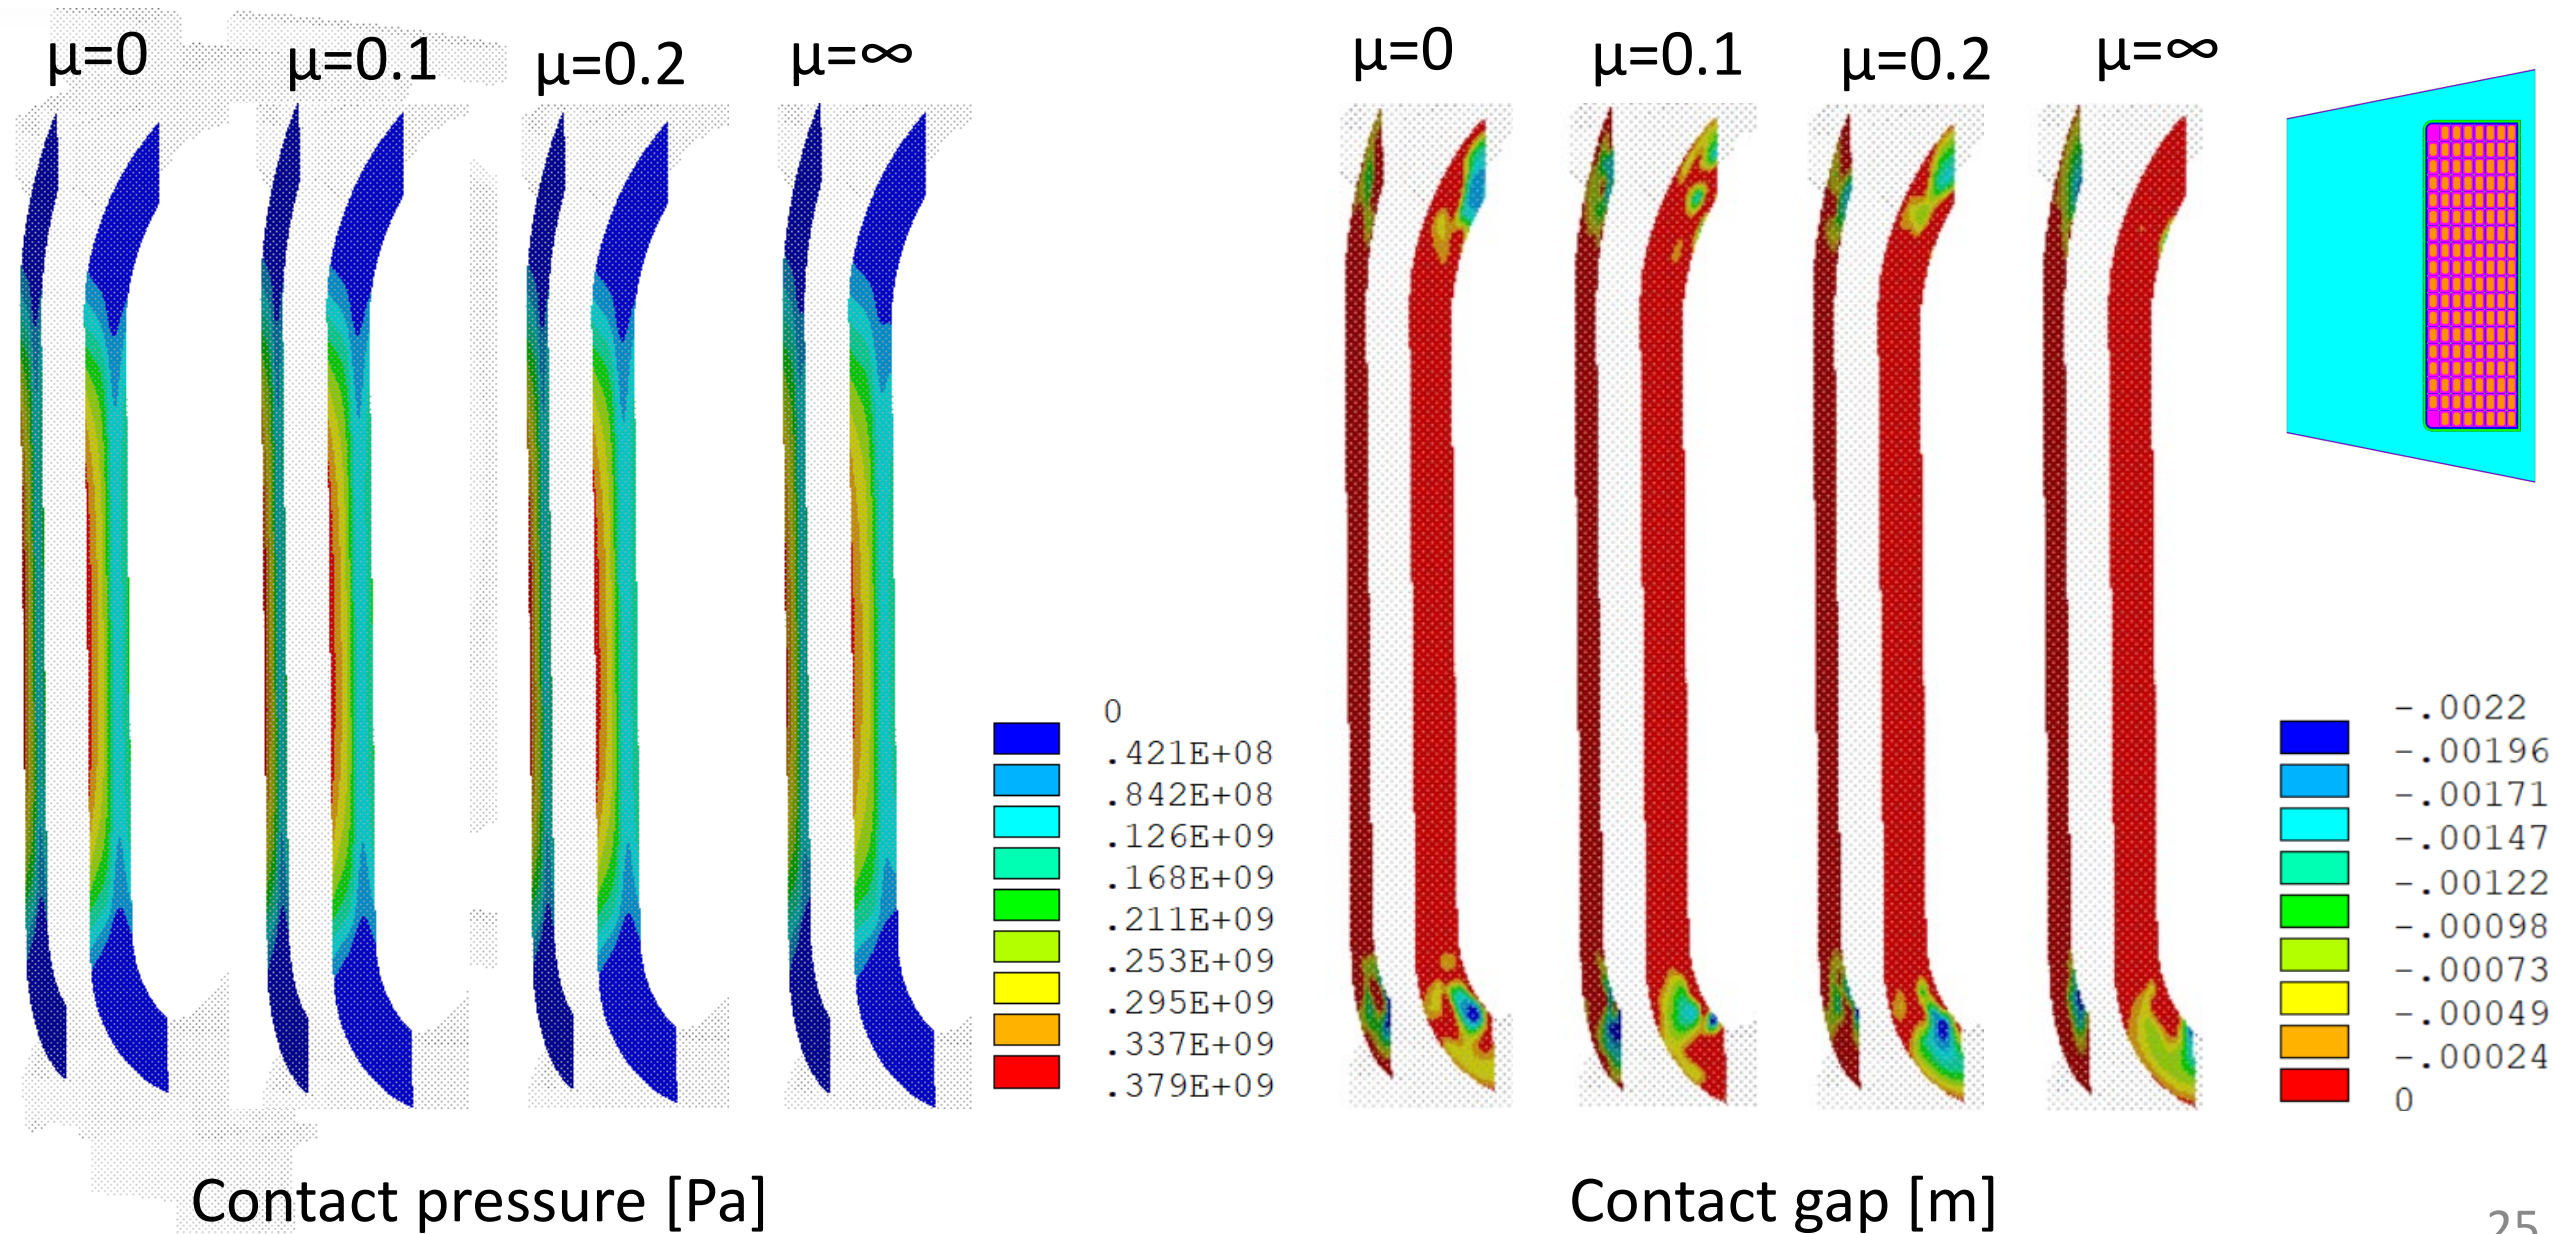 μ=0 μ=0.1 μ=0.2 μ=∞
μ=0 μ=0.1 μ=0.2 μ=∞
0
.421E+08
.842E+08
.126E+09
.168E+09
.211E+09
.253E+09
.295E+09
.337E+09
.379E+09
-.0022
-.00196
-.00171
-.00147
-.00122
-.00098
-.00073
-.00049
-.00024
0
Contact pressure [Pa]
Contact gap [m]
25